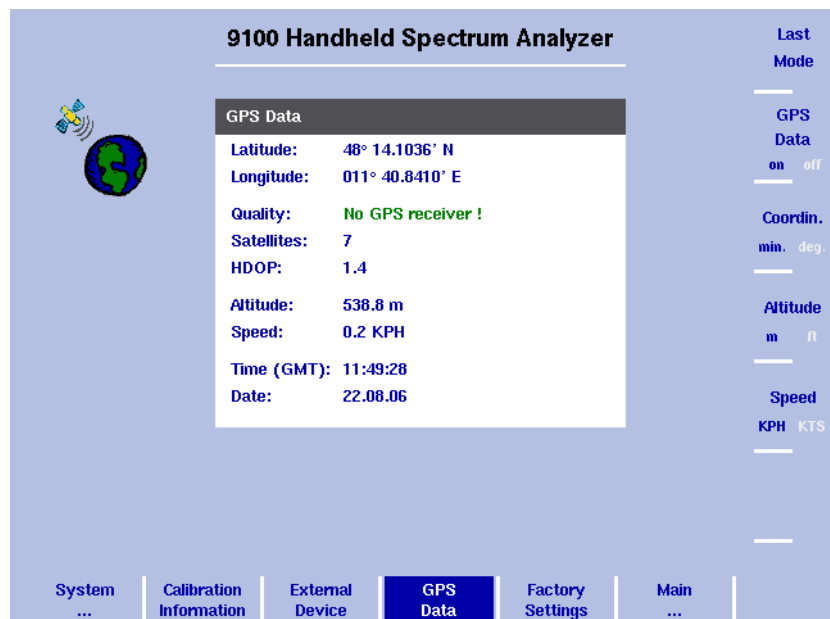 9100 Handheld Spectrum Analyzer
GPS Data
Latitude: 48° 14.1036' N
Longitude: 011° 40.8410' E
Quality: No GPS receiver !
Satellites: 7
HDOP: 1.4
Altitude: 538.8 m
Speed: 0.2 KPH
Time (GMT): 11:49:28
Date: 22.08.06
Last
Mode
GPS
Data
on off
Coordin.
min. deg.
Altitude
m ft
Speed
KPH KTS
System
...
Calibration
Information
External
Device
GPS
Data
Factory
Settings
Main
...